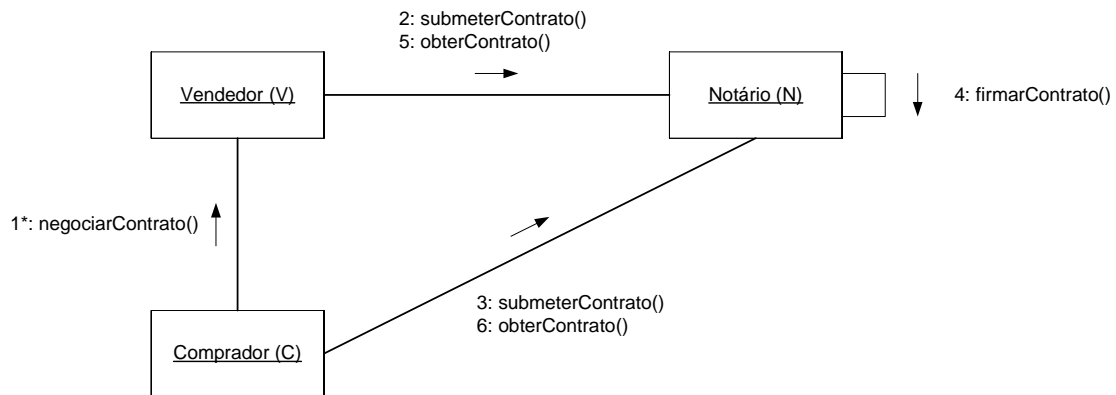 2: submeterContrato()
5: obterContrato()
Vendedor (V)
Notário (N)
4: firmarContrato()
1*: negociarContrato()
3: submeterContrato()
6: obterContrato()
Comprador (C)